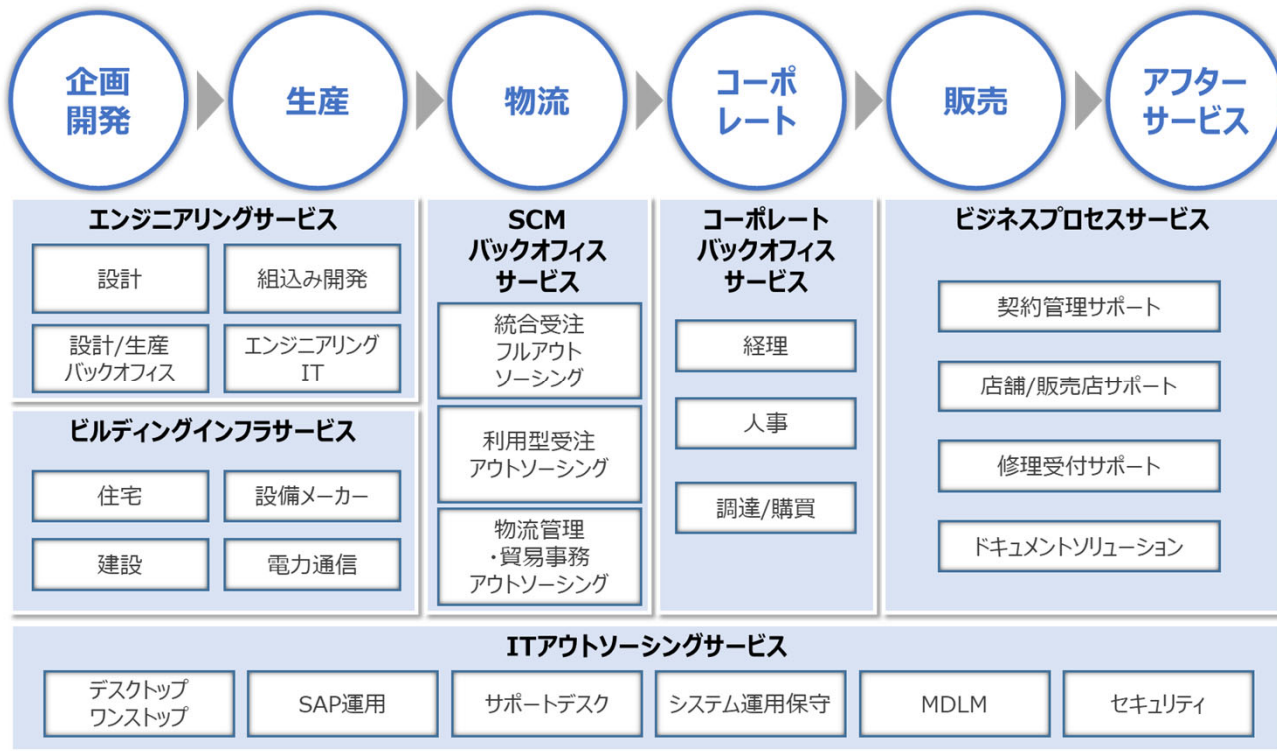 企画
開発
生産
物流
コーポ
レート
販売
アフター
サービス
エンジニアリングサービス
設計
組込み開発
設計/生産
バックオフィス
エンジニアリング
IT
ビルディングインフラサービス
住宅
設備メーカー
建設
電力通信
SCM
バックオフィス
サービス
統合受注
フルアウト
ソーシング
利用型受注
アウトソーシング
物流管理
・貿易事務
アウトソーシング
コーポレート
バックオフィス
サービス
経理
人事
調達/購買
ビジネスプロセスサービス
契約管理サポート
店舗/販売店サポート
修理受付サポート
ドキュメントソリューション
ITアウトソーシングサービス
デスクトップ
ワンストップ
SAP運用
サポートデスク
システム運用保守
MDLM
セキュリティ